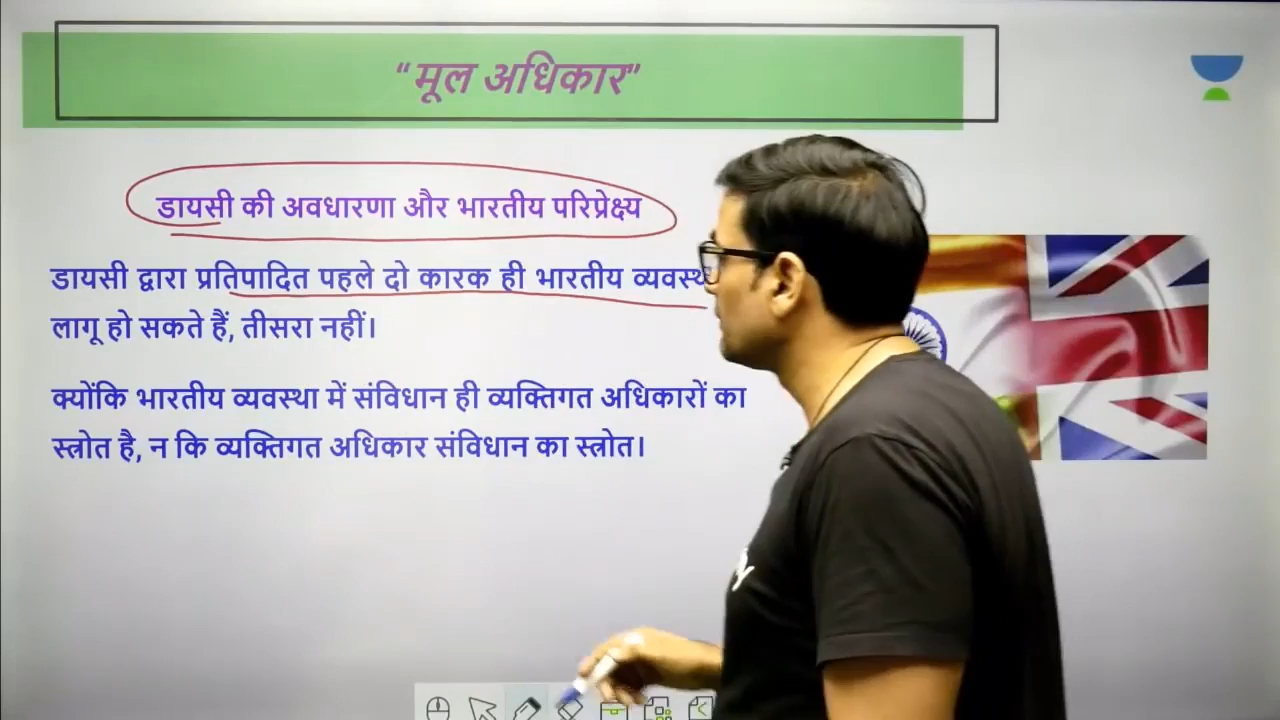 “मूल अधिकार”
डायसी की अवधारणा और भारतीय परिप्रेक्ष्य
डायसी द्वारा प्रतिपादित पहले दो कारक ही भारतीय
लागू हो सकते हैं, तीसरा नहीं।
क्योंकि भारतीय व्यवस्था में संविधान ही व्यक्तिगत अधिकारों का
स्त्रोत है, न कि व्यक्तिगत अधिकार संविधान का स्त्रोत।